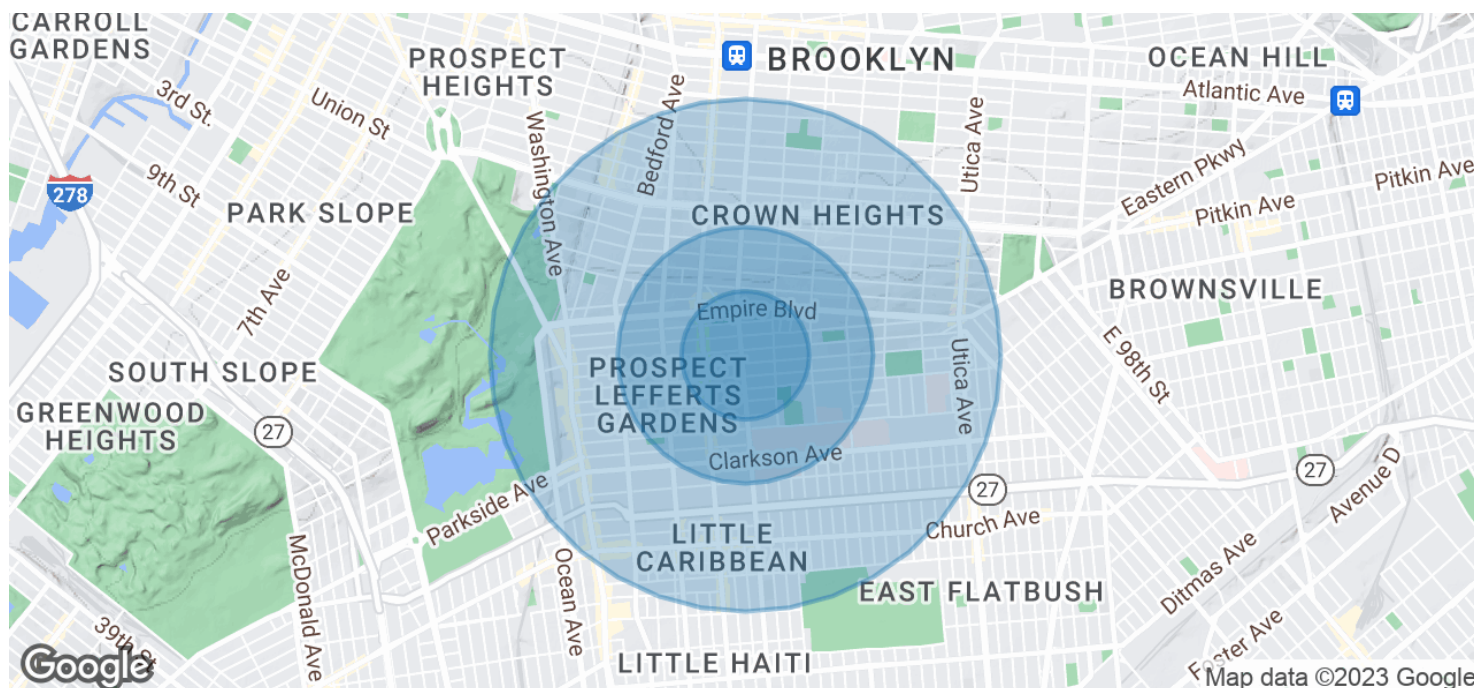 CARROLL
GARDENS
PROSPECT
HEIGHTS
BROOKLYN
OCEAN HILL
3rd St.
Union St
Bedford Ave
Atlantic Ave
Washington Ave
Utica Ave
Eastern Pkwy
Pitkin Ave
9th St
278
PARK SLOPE
CROWN HEIGHTS
Pitkin Ave
7th Ave
Empire Blvd
BROWNSVILLE
SOUTH SLOPE
PROSPECT
LEFFERTS
GARDENS
Utica Ave
E 98th St
GREENWOOD
HEIGHTS
27
Clarkson Ave
27
27
Avenue D
Parkside Ave
Church Ave
LITTLE
CARIBBEAN
McDonald Ave
Ocean Ave
EAST FLATBUSH
Ditmas Ave
39th St
Foster Ave
LITTLE HAITI
Google
Map data ©2023 Google